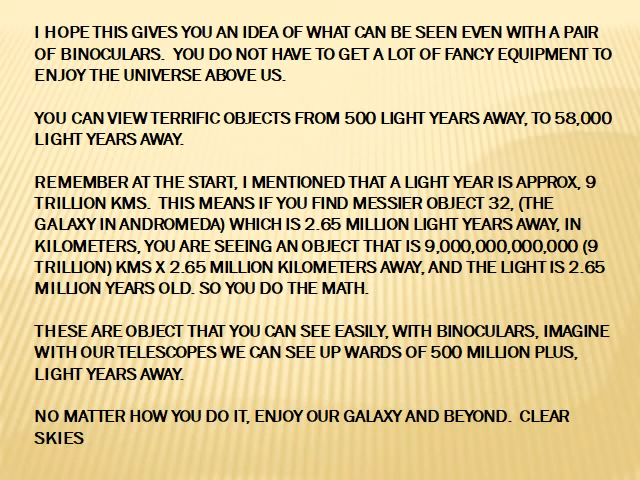 I HOPE THIS GIVES YOU AN IDEA OF WHAT CAN BE SEEN EVEN WITH A PAIR
OF BINOCULARS.  YOU DO NOT HAVE TO GET A LOT OF FANCY EQUIPMENT TO
ENJOY THE UNIVERSE ABOVE US.
YOU CAN VIEW TERRIFIC OBJECTS FROM 500 LIGHT YEARS AWAY, TO 58,000
LIGHT YEARS AWAY.
REMEMBER AT THE START, I MENTIONED THAT A LIGHT YEAR IS APPROX, 9
TRILLION KMS.  THIS MEANS IF YOU FIND MESSIER OBJECT 32, (THE
GALAXY IN ANDROMEDA) WHICH IS 2.65 MILLION LIGHT YEARS AWAY, IN
KILOMETERS, YOU ARE SEEING AN OBJECT THAT IS 9,000,000,000,000 (9
TRILLION) KMS X 2.65 MILLION KILOMETERS AWAY, AND THE LIGHT IS 2.65
MILLION YEARS OLD. SO YOU DO THE MATH.
THESE ARE OBJECT THAT YOU CAN SEE EASILY, WITH BINOCULARS, IMAGINE
WITH OUR TELESCOPES WE CAN SEE UP WARDS OF 500 MILLION PLUS,
LIGHT YEARS AWAY.
NO MATTER HOW YOU DO IT, ENJOY OUR GALAXY AND BEYOND.  CLEAR
SKIES